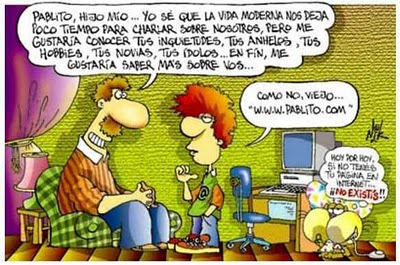 PABLITO, HIJO MÍO... YO SÉ QUE LA VIDA MODERNA NOS DEJA
POCO TIEMPO PARA CHARLAR SOBRE NOSOTROS, PERO ME
GUSTARÍA CONOCER TUS INQUIETUDES, TUS ANHELOS, TUS
HOBBIES, TUS NOVIAS, TUS ÍDOLOS... EN FÍN, ME
GUSTARÍA SABER MÁS SOBRE VOS...
COMO NO, VIEJO...
"W.W.W.PABLITO.COM"
NIK
HOY POR HOY,
SI NO TENÉS
TU PÁGINA EN
INTERNET...
¡¡NO EXISTÍS!!
@